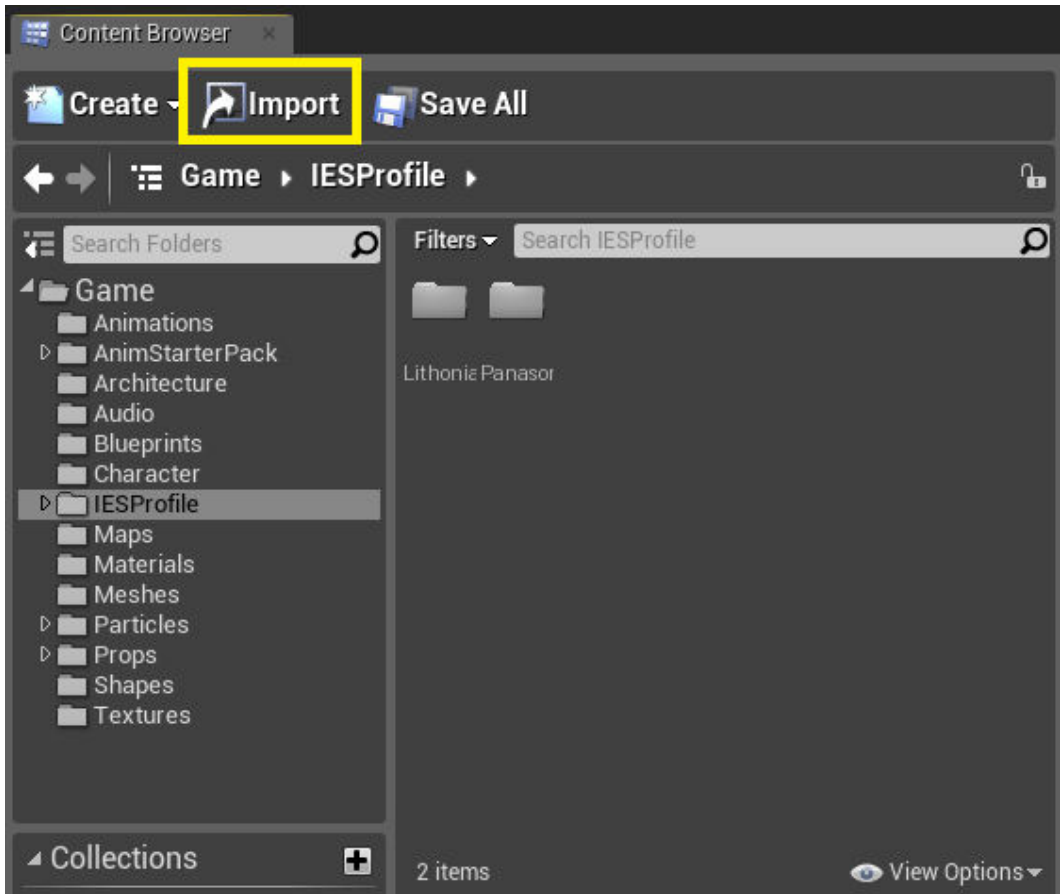 Content Browser
Create Import Save All
Game IESProfile
Search Folders
Game
Animations
AnimStarterPack
Architecture
Audio
Blueprints
Character
IESProfile
Maps
Materials
Meshes
Particles
Props
Shapes
Textures
Collections
Filters Search IESProfile
Lithonia Panasor
2 items View Options